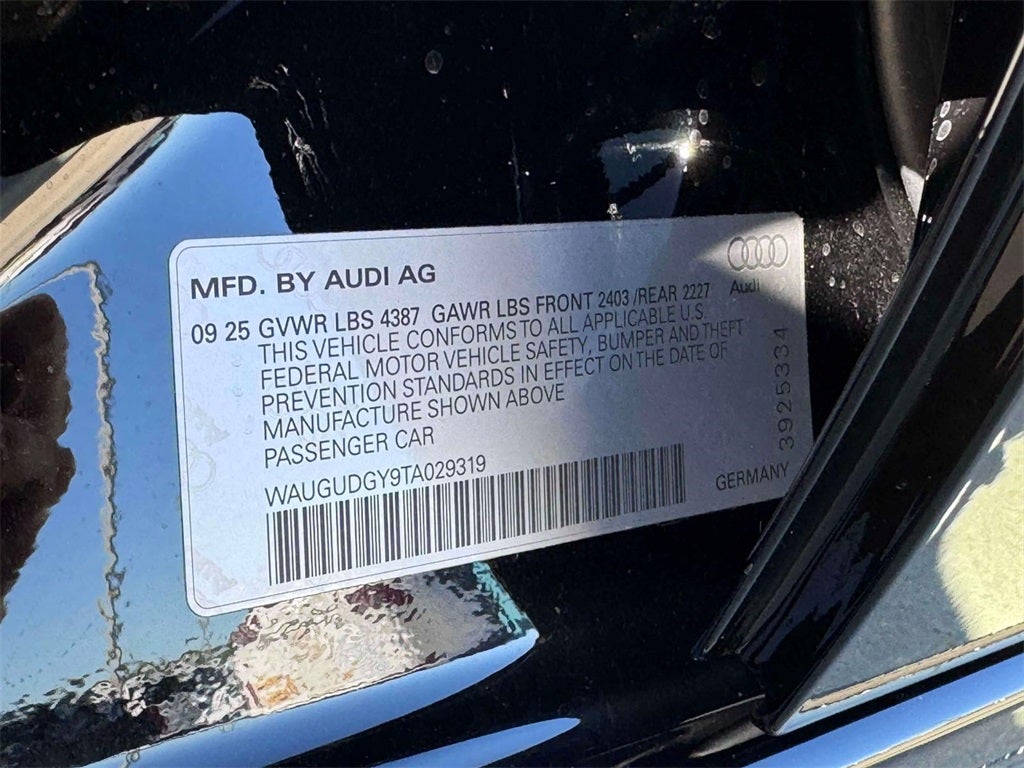 MFD. BY AUDI AG
Audi
09 25 GVWR LBS 4387 GAWR LBS FRONT 2403 /REAR 2227
THIS VEHICLE CONFORMS TO ALL APPLICABLE U.S.
FEDERAL MOTOR VEHICLE SAFETY, BUMPER AND THEFT
PREVENTION STANDARDS IN EFFECT ON THE DATE OF
MANUFACTURE SHOWN ABOVE
PASSENGER CAR
3925334
WAUGUDGY9TA029319
GERMANY